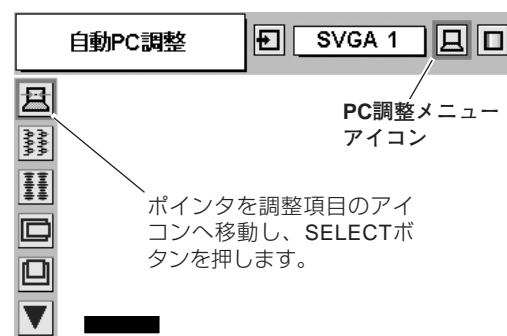 自動PC調整
SVGA 1
PC調整メニュー
アイコン
ポインタを調整項目のアイ
コンへ移動し、SELECTボ
タンを押します。